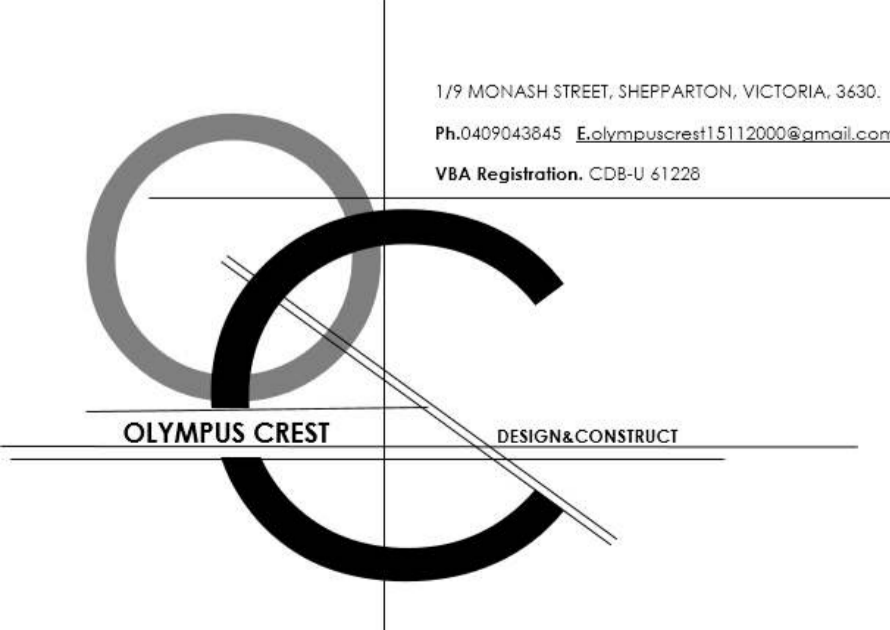 1/9 MONASH STREET, SHEPPARTON, VICTORIA, 3630.
Ph.0409043845 E.olympuscrest15112000@gmail.com
VBA Registration. CDB-U 61228
OLYMPUS CREST
DESIGN&CONSTRUCT